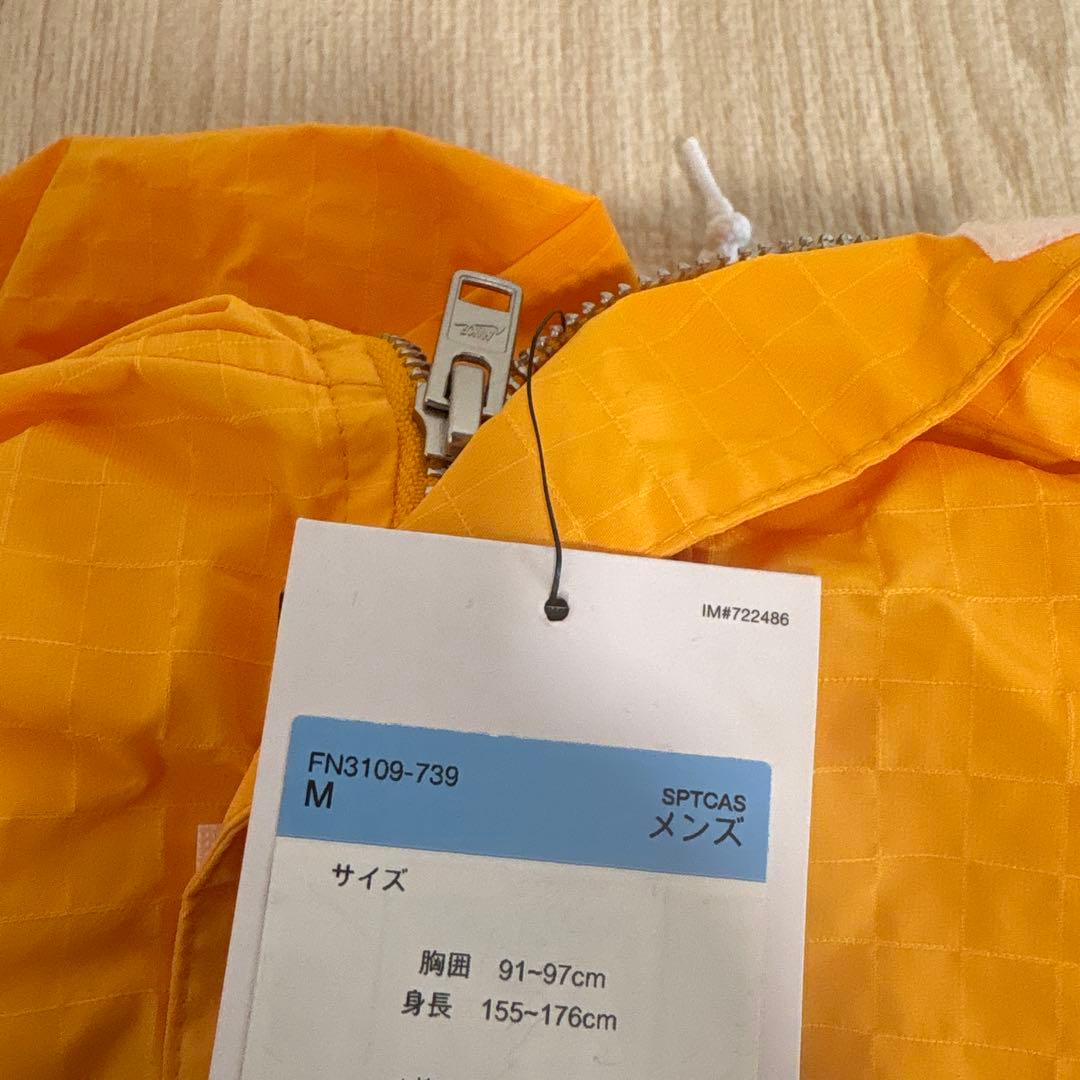 NIKE
IM#722486
FN3109-739
M
SPTCAS
メンズ
サイズ
胸囲 91~97cm
身長 155~176cm